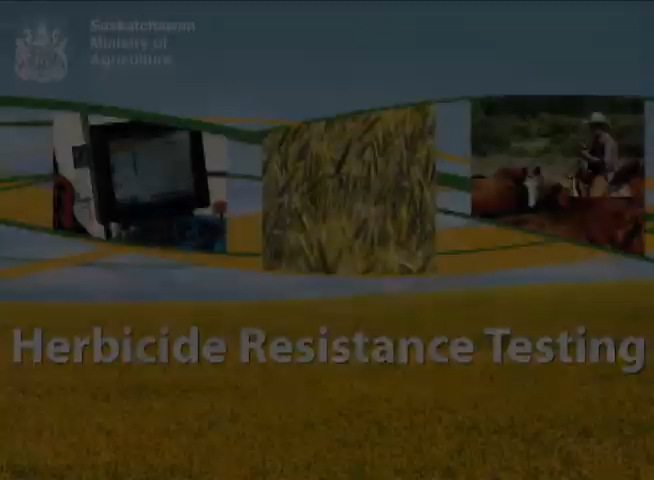 Saskatchewan
Ministry of
Agriculture
Herbicide Resistance Testing